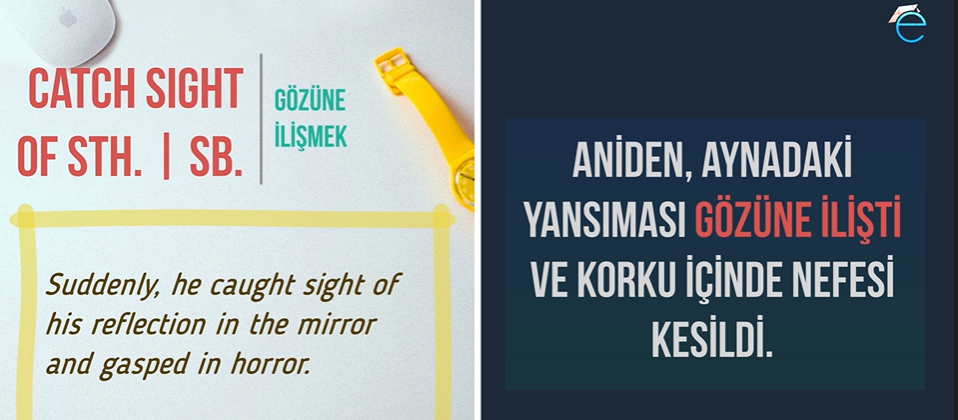 CATCH SIGHT
OF STH. | SB.
GÖZÜNE
İLİŞMEK
Suddenly, he caught sight of
his reflection in the mirror
and gasped in horror.
e
ANİDEN, AYNADAKİ
YANSIMASI GÖZÜNE İLİŞTİ
VE KORKU İÇİNDE NEFESİ
KESİLDİ.